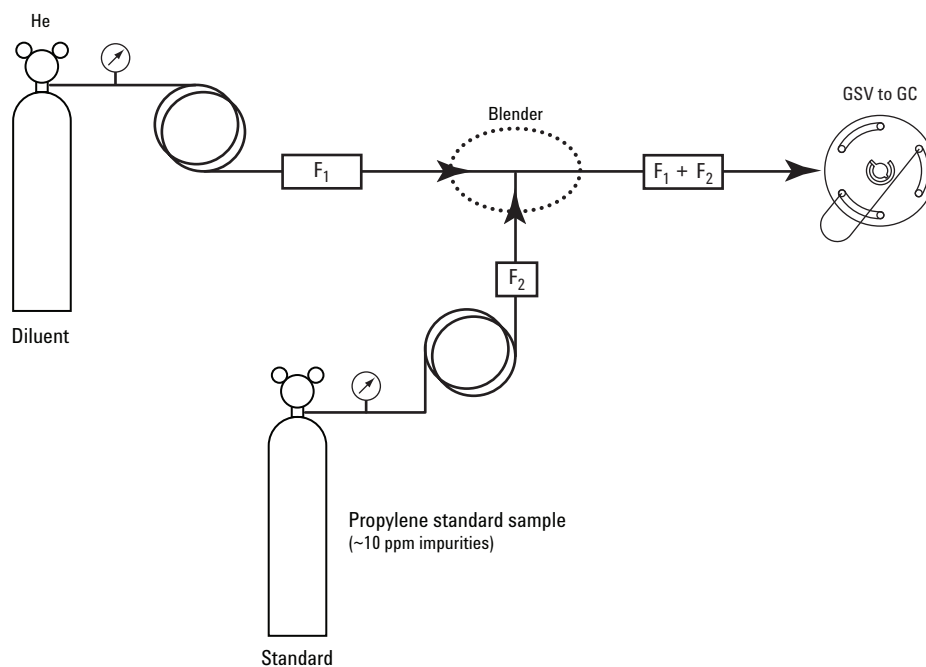 He
GSV to GC
Blender
F1
F1 + F2
F2
Diluent
Propylene standard sample
(~10 ppm impurities)
Standard